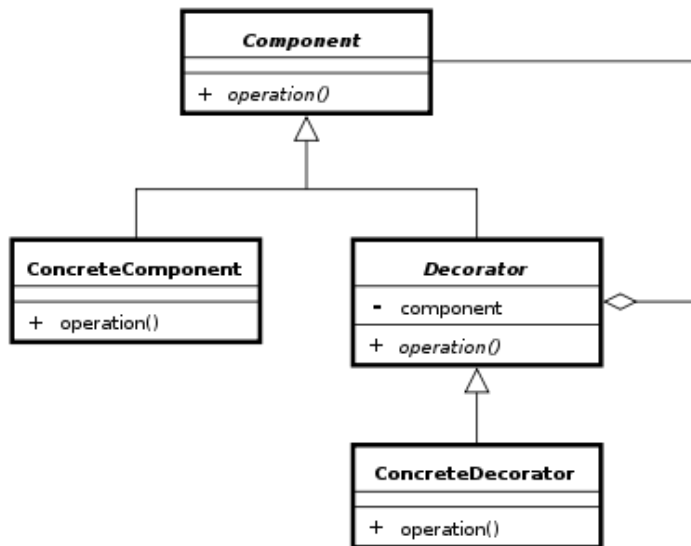 Component
+ operation()
ConcreteComponent
+ operation()
Decorator
- component
+ operation()
ConcreteDecorator
+ operation()